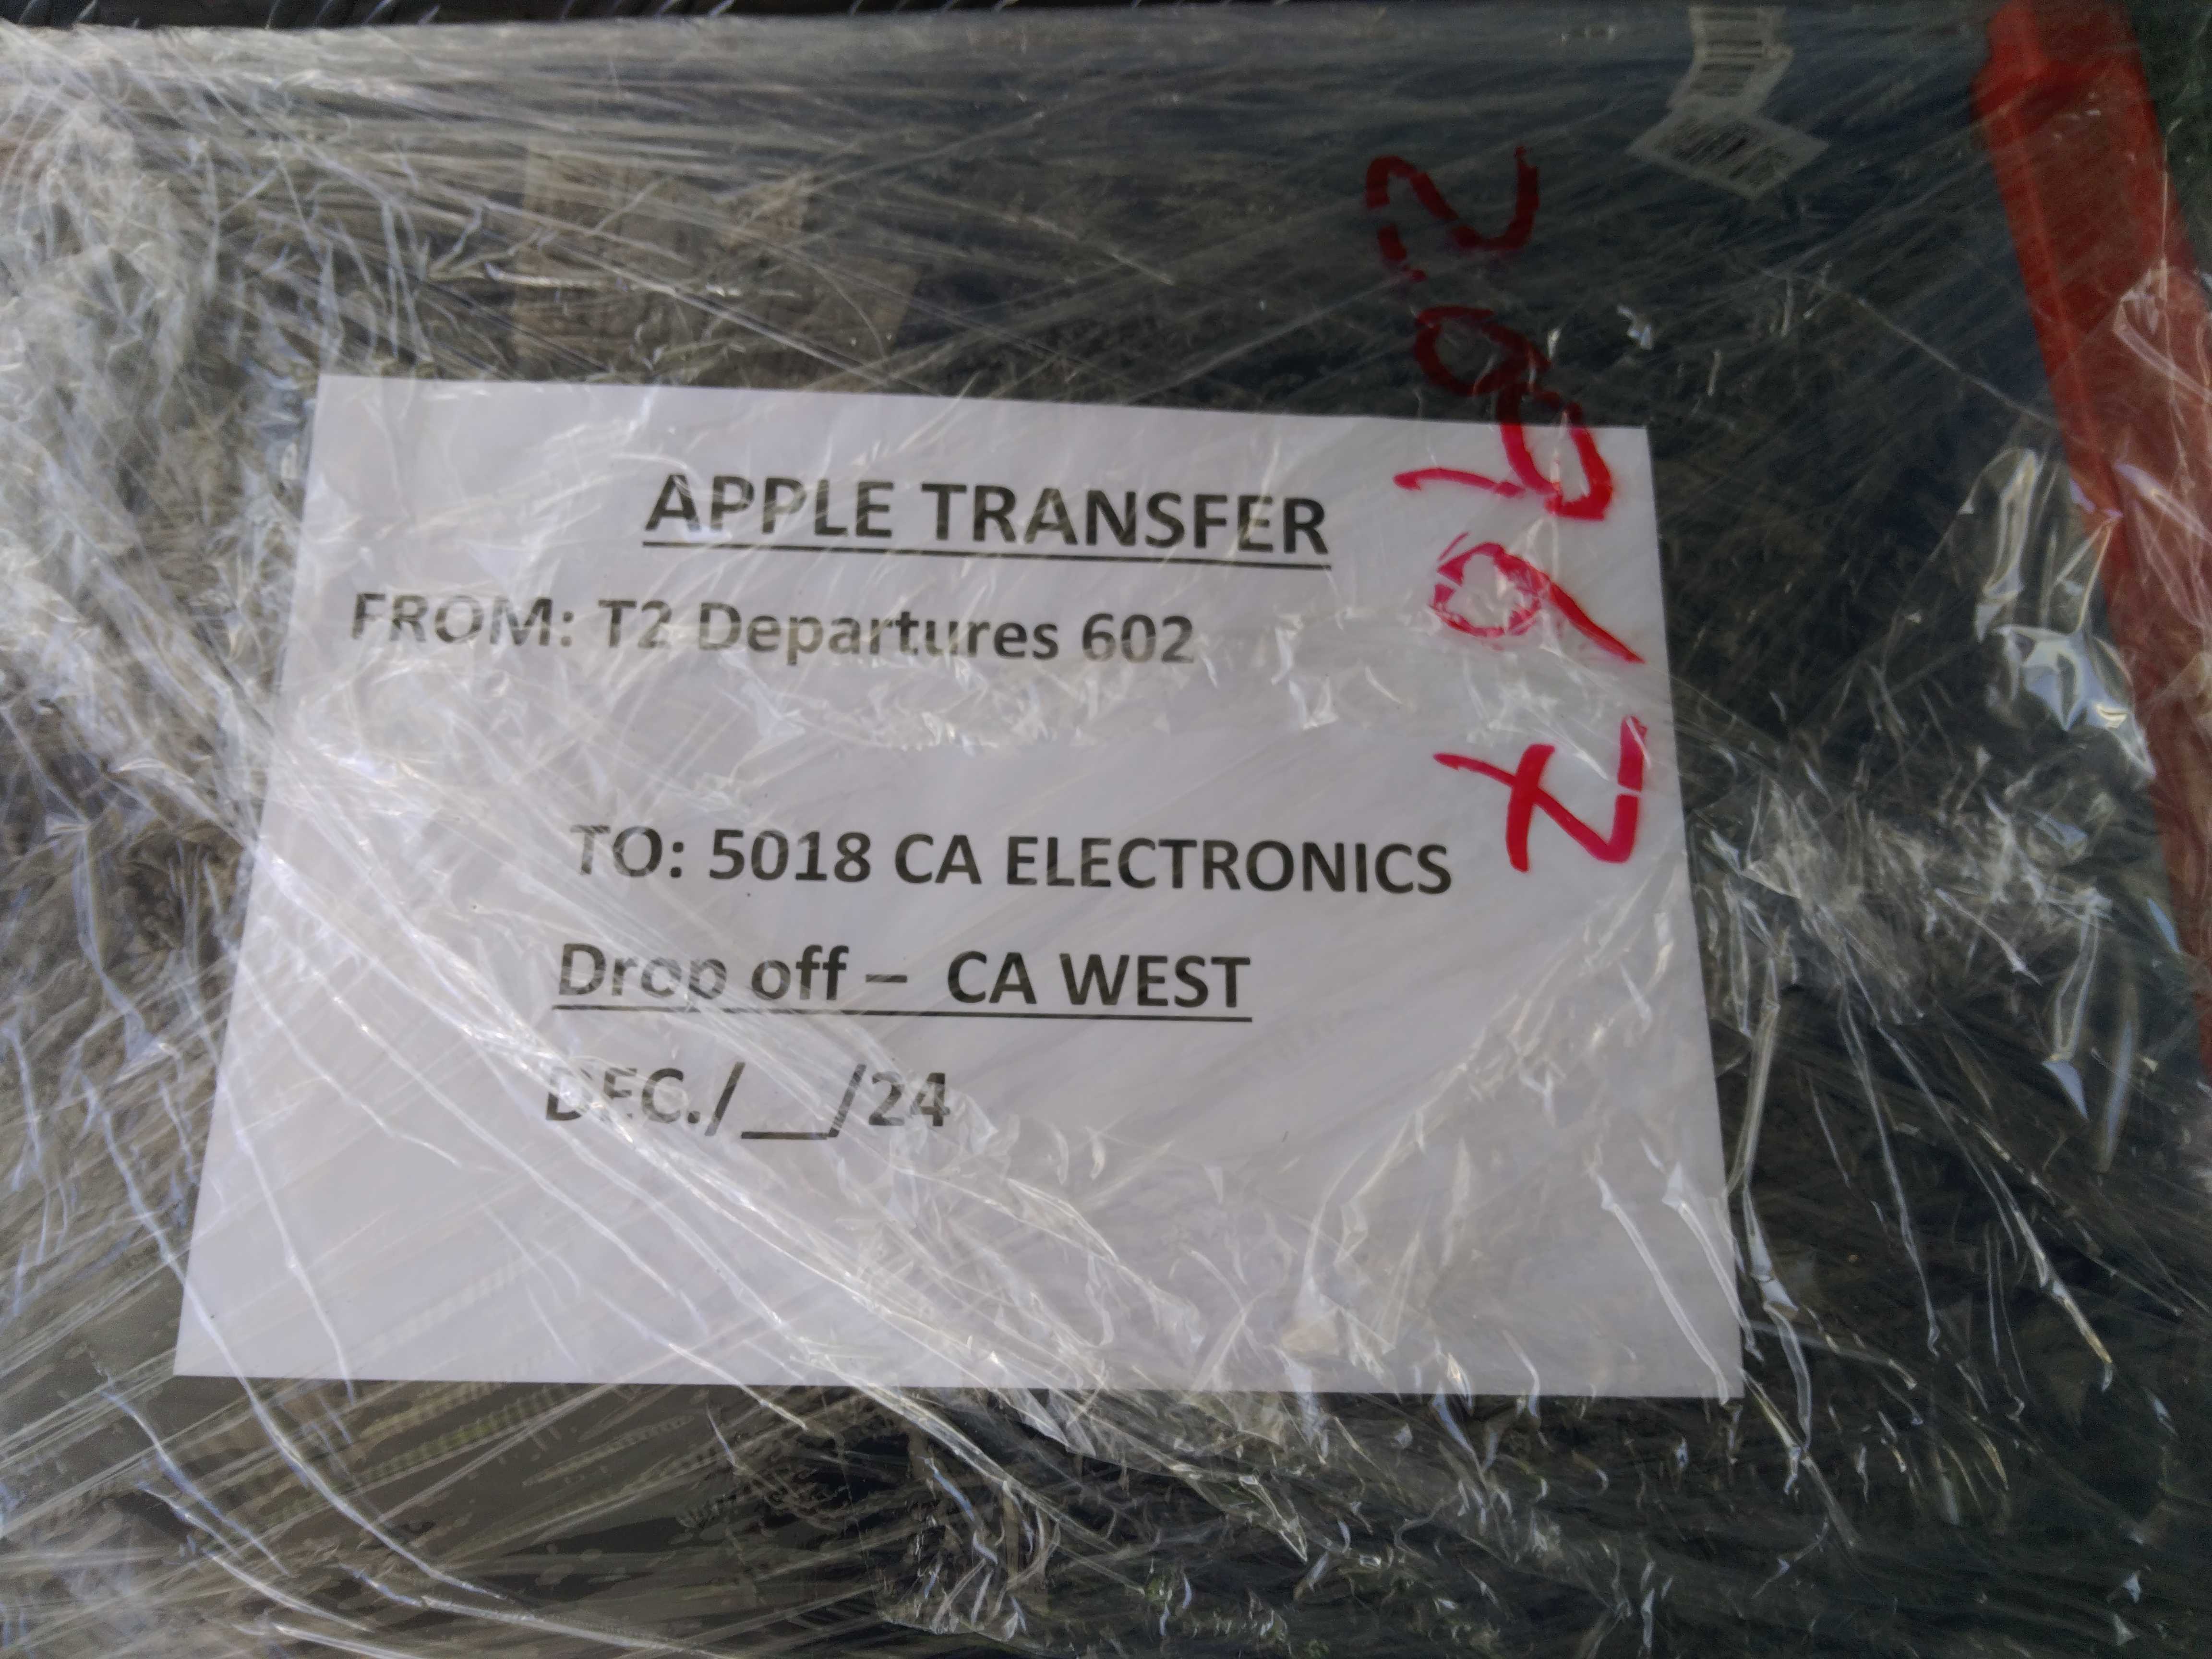 APPLE TRANSFER
FROM: T2 Departures 602
TO: 5018 CA ELECTRONICS
Drop off – CA WEST
DEC./__/24